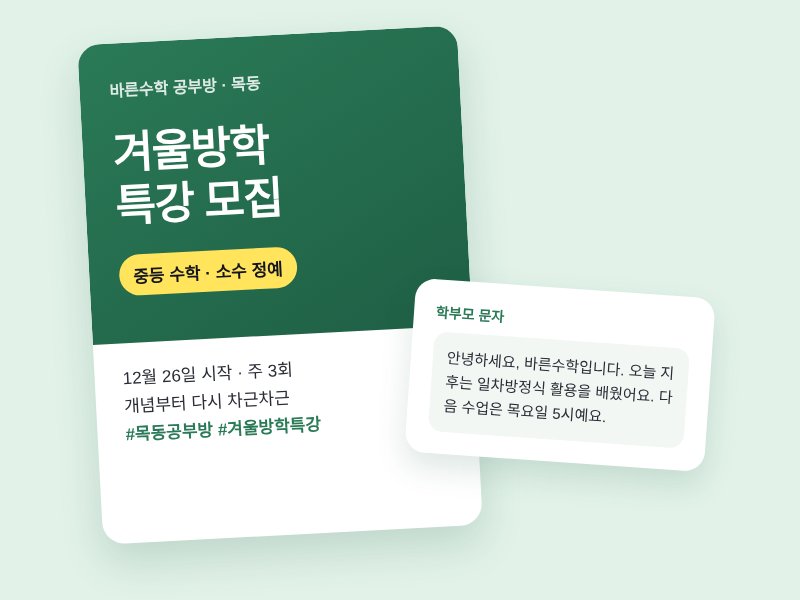 바른수학 공부방 · 목동
겨울방학
특강 모집
중등 수학 · 소수 정예
12월 26일 시작 · 주 3회
개념부터 다시 차근차근
#목동공부방 #겨울방학특강
학부모 문자
안녕하세요, 바른수학입니다. 오늘 지
후는 일차방정식 활용을 배웠어요. 다
음 수업은 목요일 5시예요.